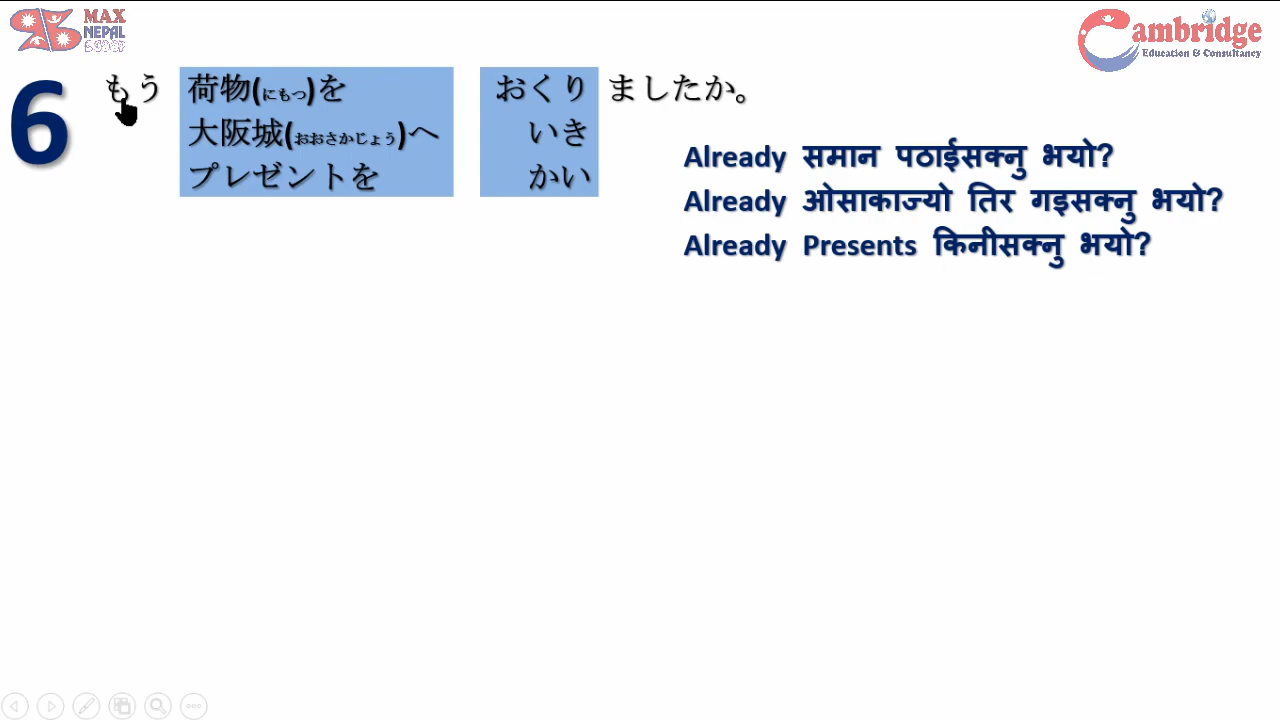 MAX
NEPAL
Cambridge
Education & Consultancy
6
もう 荷物(にもつ)を おくり ましたか。
大阪城(おおさかじょう)へ いき
プレゼントを かい
Already समान पठाईसक्नु भयो?
Already ओसाकाज्यो तिर गइसक्नु भयो?
Already Presents किनीसक्नु भयो?